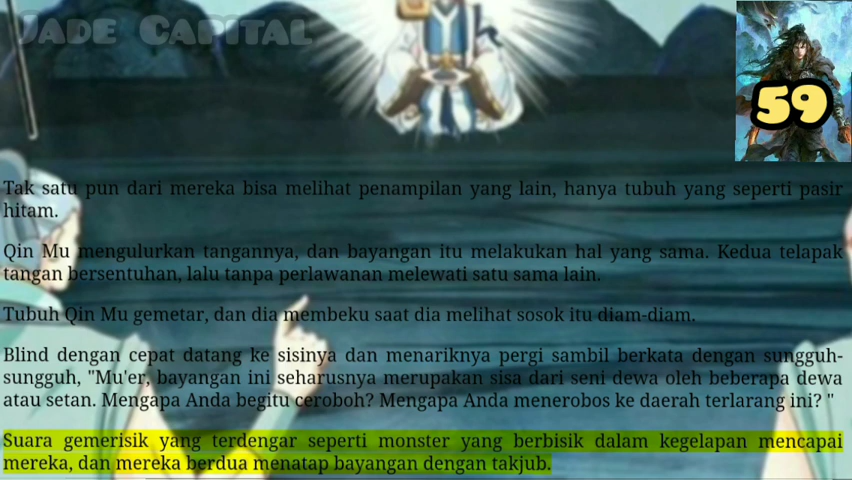 JADE CAPITAL
59
Tak satu pun dari mereka bisa melihat penampilan yang lain, hanya tubuh yang seperti pasir
hitam.
Qin Mu mengulurkan tangannya, dan bayangan itu melakukan hal yang sama. Kedua telapak
tangan bersentuhan, lalu tanpa perlawanan melewati satu sama lain.
Tubuh Qin Mu gemetar, dan dia membeku saat dia melihat sosok itu diam-diam.
Blind dengan cepat datang ke sisinya dan menariknya pergi sambil berkata dengan sungguh-
sungguh, "Mu'er, bayangan ini seharusnya merupakan sisa dari seni dewa oleh beberapa dewa
atau setan. Mengapa Anda begitu ceroboh? Mengapa Anda menerobos ke daerah terlarang ini? "
Suara gemerisik yang terdengar seperti monster yang berbisik dalam kegelapan mencapai
mereka, dan mereka berdua menatap bayangan dengan takjub.